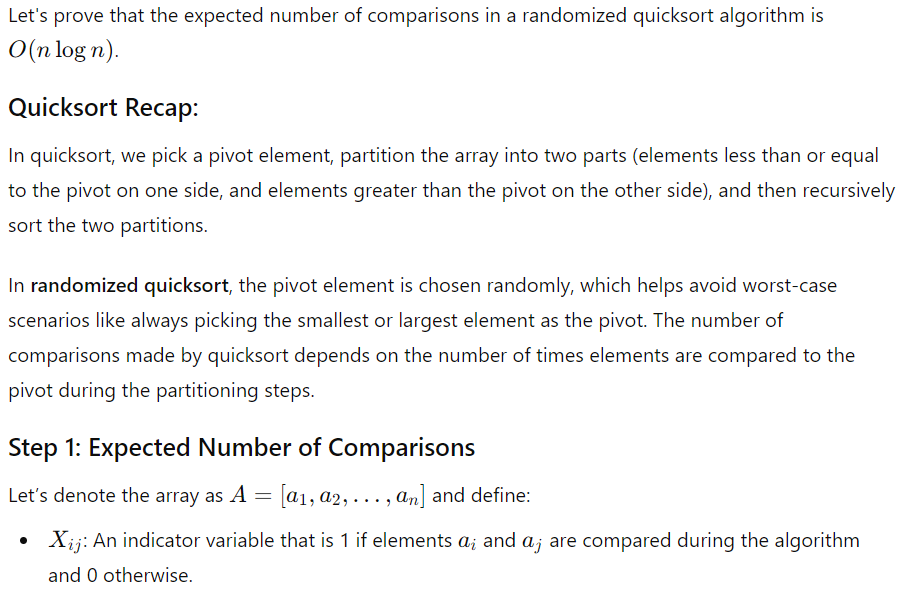 Let's prove that the expected number of comparisons in a randomized quicksort algorithm is
O(n log n).
Quicksort Recap:
In quicksort, we pick a pivot element, partition the array into two parts (elements less than or equal
to the pivot on one side, and elements greater than the pivot on the other side), and then recursively
sort the two partitions.
In randomized quicksort, the pivot element is chosen randomly, which helps avoid worst-case
scenarios like always picking the smallest or largest element as the pivot. The number of
comparisons made by quicksort depends on the number of times elements are compared to the
pivot during the partitioning steps.
Step 1: Expected Number of Comparisons
Let's denote the array as A = [a₁, a₂, . . . , aₙ] and define:
• Xᵢⱼ: An indicator variable that is 1 if elements aᵢ and aⱼ are compared during the algorithm
and 0 otherwise.